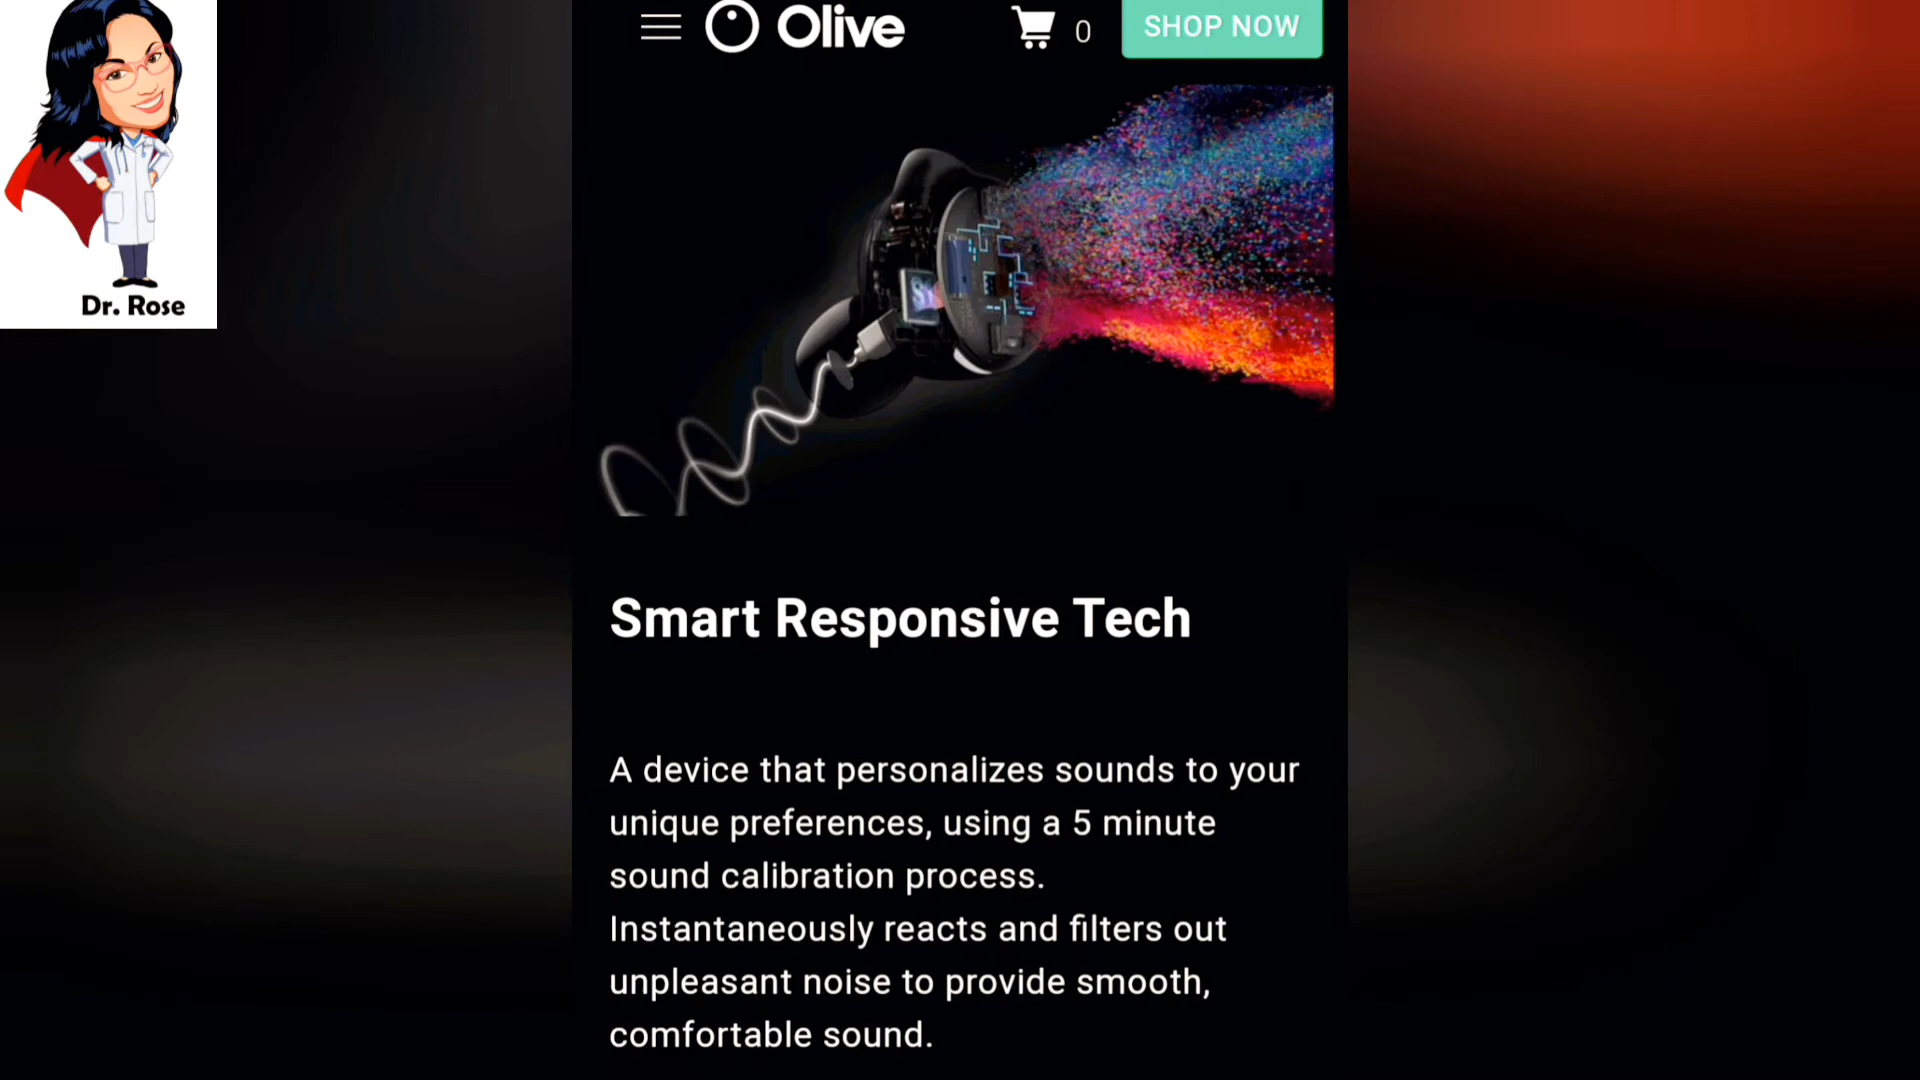 Olive
0
SHOP NOW
Dr. Rose
Smart Responsive Tech
A device that personalizes sounds to your
unique preferences, using a 5 minute
sound calibration process.
Instantaneously reacts and filters out
unpleasant noise to provide smooth,
comfortable sound.